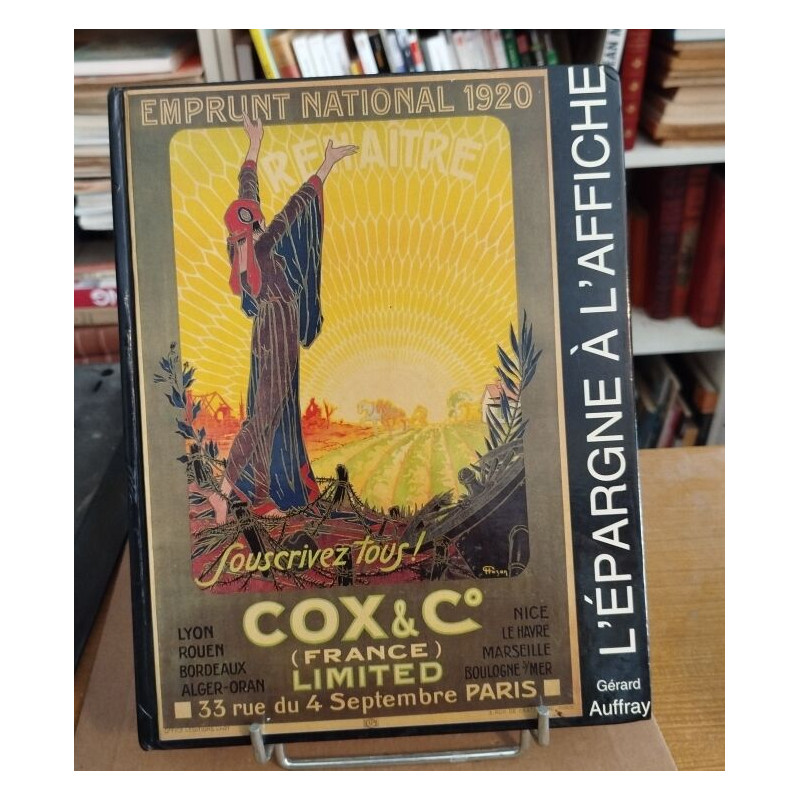 EMPRUNT NATIONAL 1920
RENAITRE
Souscrivez tous!
COX & Cº
(FRANCE)
LIMITED
LYON
ROUEN
BORDEAUX
ALGER-ORAN
NICE
LE HAVRE
MARSEILLE
BOULOGNE S/MER
33 rue du 4 Septembre PARIS
L'ÉPARGNE À L'AFFICHE
Gérard
Auffray